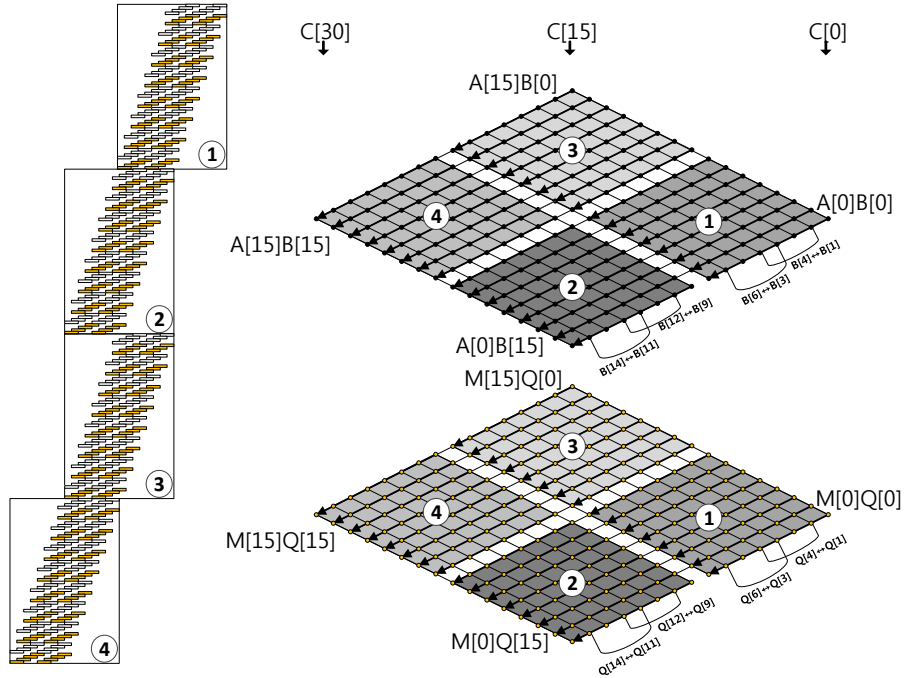 C[30] C[15] C[0]
1
2
3
4
A[15]B[0]
3
A[0]B[0]
4
1
A[15]B[15]
B[4]↔B[1]
B[6]↔B[3]
2
B[12]↔B[9]
A[0]B[15]
B[14]↔B[11]
M[15]Q[0]
3
M[0]Q[0]
4
1
M[15]Q[15]
Q[4]↔Q[1]
Q[6]↔Q[3]
2
Q[12]↔Q[9]
M[0]Q[15]
Q[14]↔Q[11]